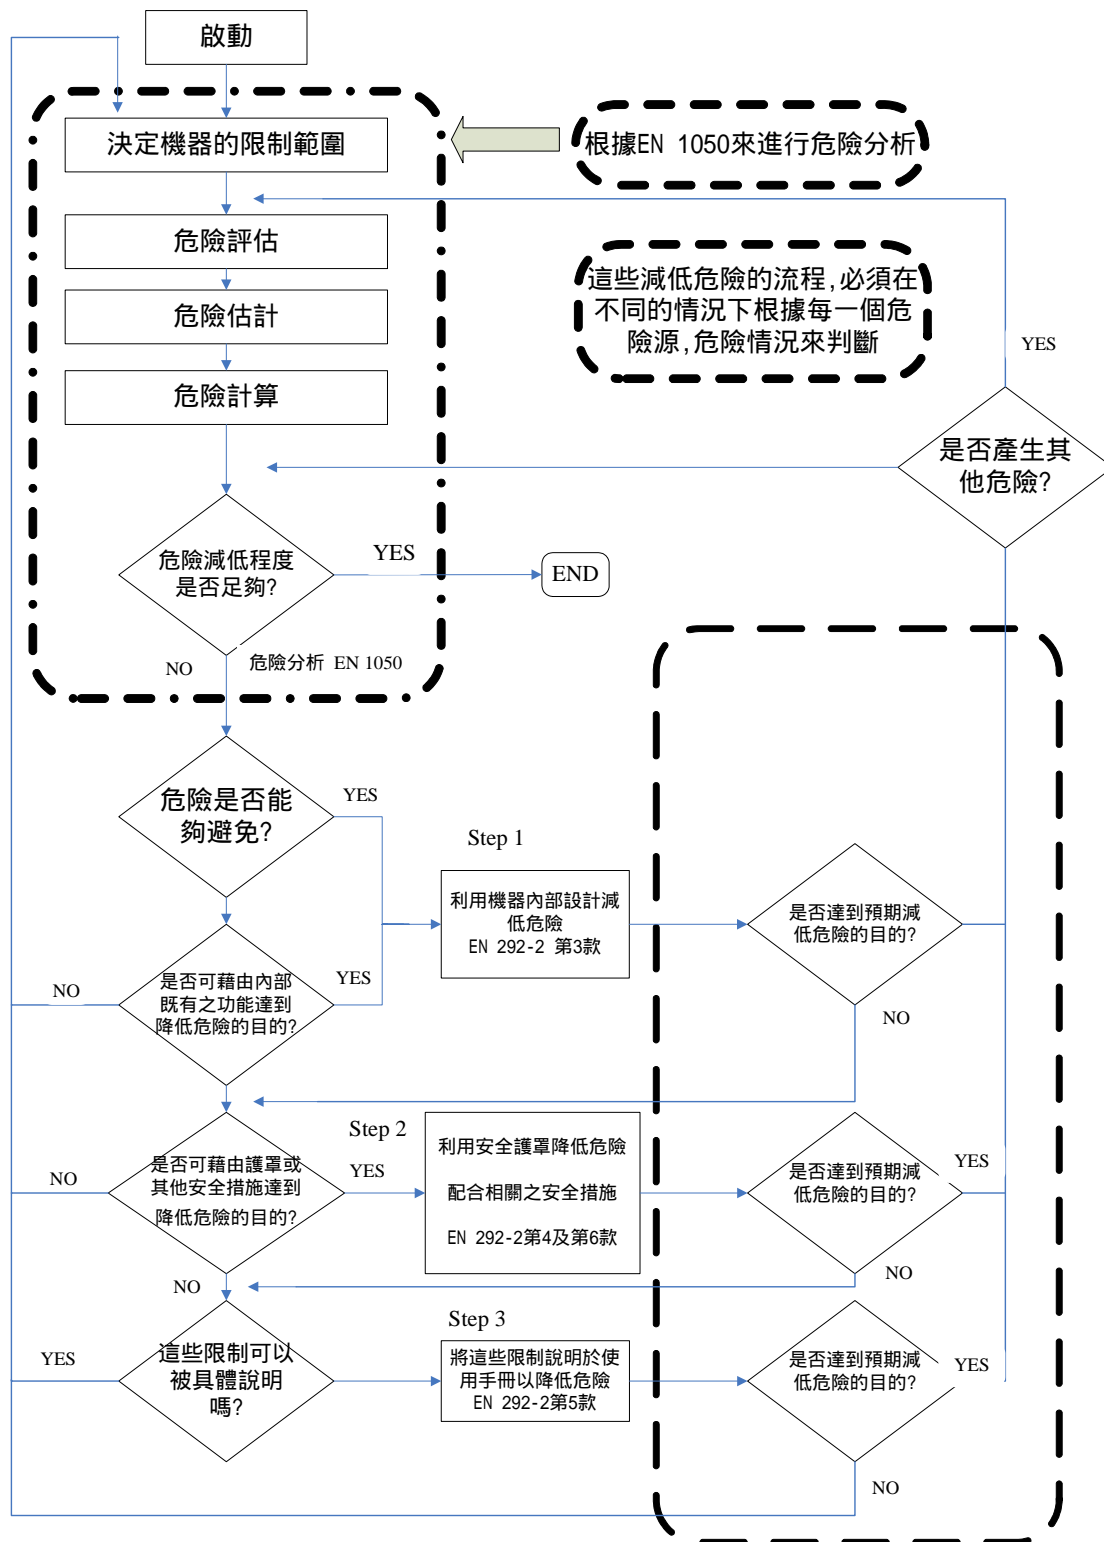 啟動
決定機器的限制範圍
根據EN 1050來進行危險分析
危險評估
這些減低危險的流程,必須在
不同的情況下根據每一個危
險源,危險情況來判斷
危險估計
危險計算
YES
是否產生其
他危險?
危險減低程度
是否足夠?
YES
END
NO
危險分析 EN 1050
危險是否能
夠避免?
YES
Step 1
利用機器內部設計減
低危險
EN 292-2 第3款
是否達到預期減
低危險的目的?
是否可藉由內部
既有之功能達到
降低危險的目的?
NO
YES
NO
Step 2
是否可藉由護罩或
其他安全措施達到
降低危險的目的?
NO
YES
利用安全護罩降低危險
配合相關之安全措施
EN 292-2第4及第6款
是否達到預期減
低危險的目的?
YES
NO
NO
Step 3
這些限制可以
被具體說明
嗎?
YES
將這些限制說明於使
用手冊以降低危險
EN 292-2第5款
是否達到預期減
低危險的目的?
YES
NO